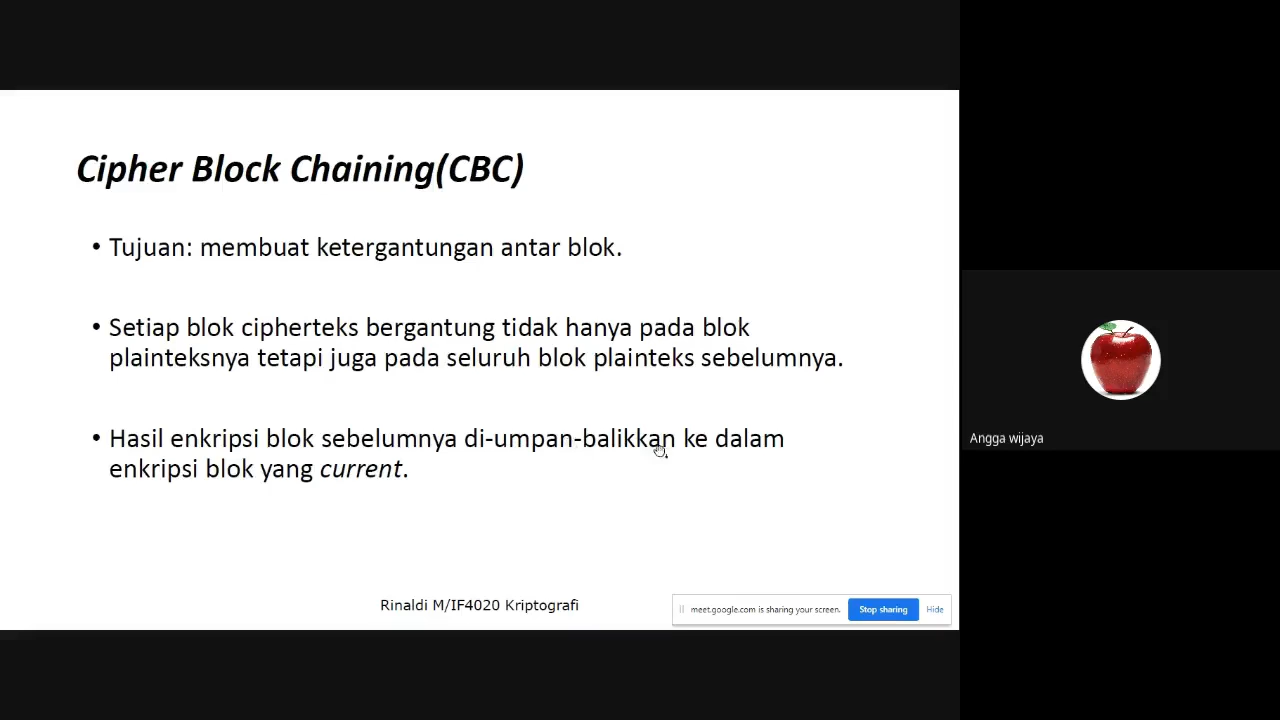 Cipher Block Chaining(CBC)
• Tujuan: membuat ketergantungan antar blok.
• Setiap blok cipherteks bergantung tidak hanya pada blok
plainteksnya tetapi juga pada seluruh blok plainteks sebelumnya.
• Hasil enkripsi blok sebelumnya di-umpan-balikkan ke dalam
enkripsi blok yang current.
Rinaldi M/IF4020 Kriptografi
meet.google.com is sharing your screen. Stop sharing Hide
Angga wijaya